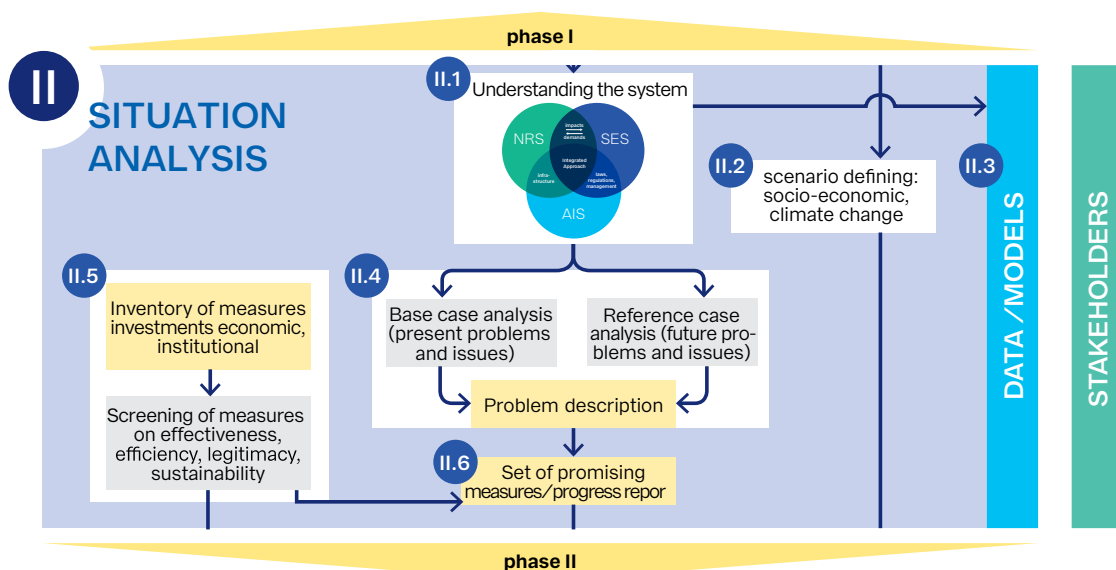 phase I
II
SITUATION
ANALYSIS
II.1
Understanding the system
NRS
impacts
demands
SES
Integrated
Approach
infra-
structure
laws,
regulations,
management
AIS
II.2
scenario defining:
socio-economic,
climate change
II.3
DATA /MODELS
STAKEHOLDERS
II.5
Inventory of measures
investments economic,
institutional
Screening of measures
on effectiveness,
efficiency, legitimacy,
sustainability
II.4
Base case analysis
(present problems
and issues)
Reference case
analysis (future pro-
blems and issues)
Problem description
II.6
Set of promising
measures/progress repor
phase II